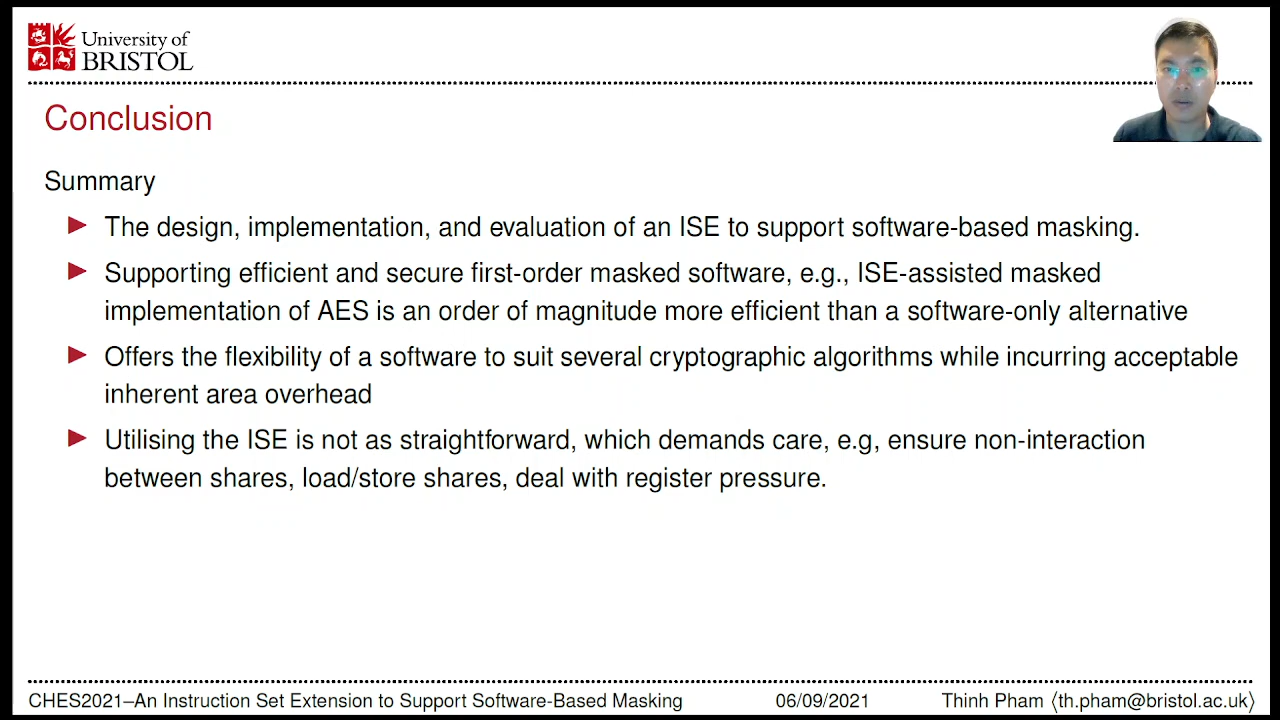 University of
BRISTOL
Conclusion
Summary
The design, implementation, and evaluation of an ISE to support software-based masking.
Supporting efficient and secure first-order masked software, e.g., ISE-assisted masked
implementation of AES is an order of magnitude more efficient than a software-only alternative
Offers the flexibility of a software to suit several cryptographic algorithms while incurring acceptable
inherent area overhead
Utilising the ISE is not as straightforward, which demands care, e.g, ensure non-interaction
between shares, load/store shares, deal with register pressure.
CHES2021–An Instruction Set Extension to Support Software-Based Masking 06/09/2021 Thinh Pham ⟨th.pham@bristol.ac.uk⟩